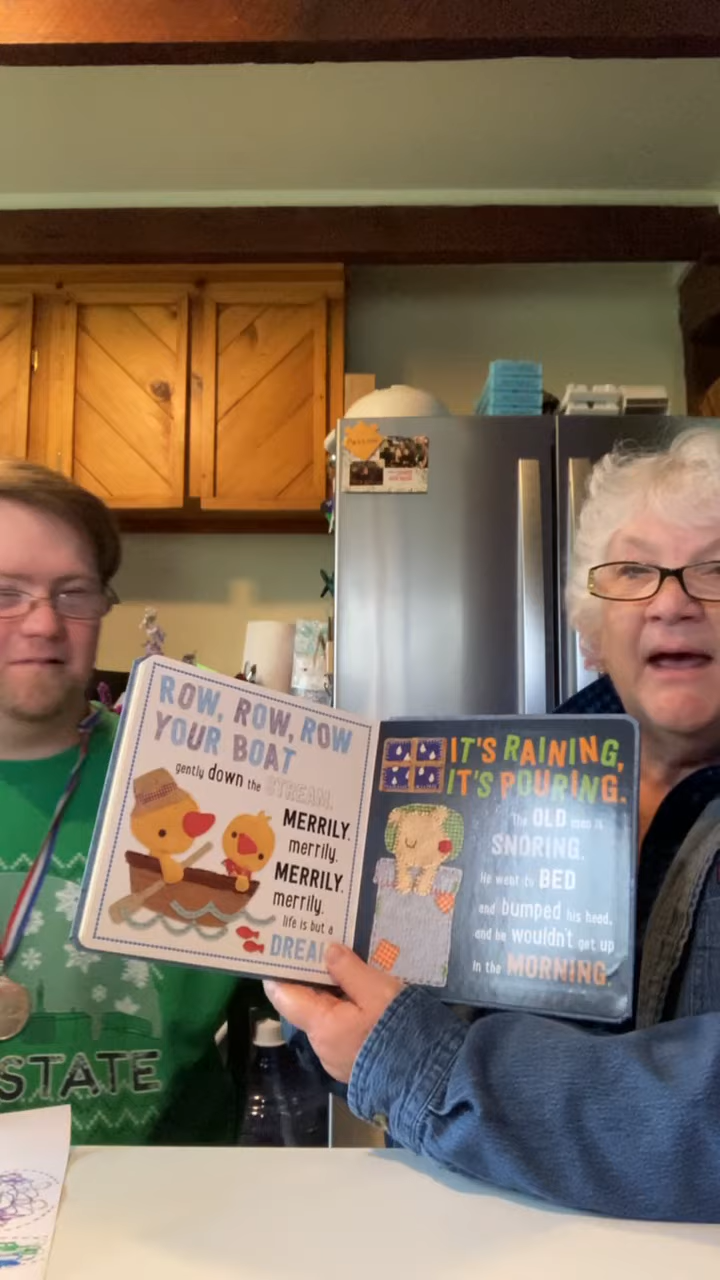 ROW, ROW, ROW
YOUR BOAT
gently down the STREAM.
MERRILY,
merrily,
MERRILY,
merrily,
life is but a
DREAM
IT'S RAINING,
IT'S POURING.
The OLD man is
SNORING.
He went to BED
and bumped his head,
and he wouldn't get up
in the MORNING.
STATE